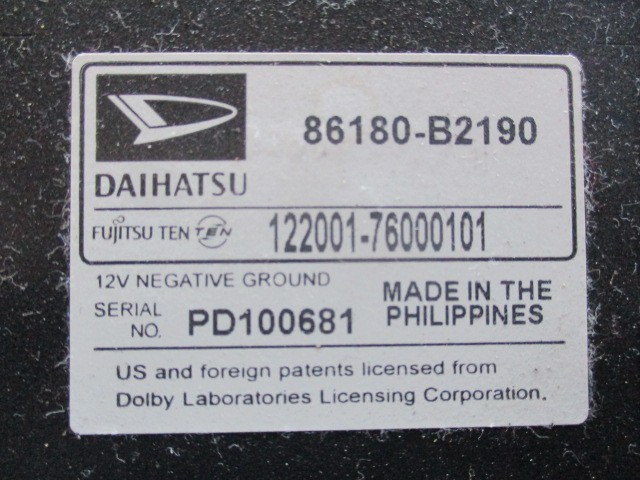 86180-B2190
DAIHATSU
FUJITSU TEN TEN 122001-76000101
12V NEGATIVE GROUND
SERIAL NO. PD100681
MADE IN THE
PHILIPPINES
US and foreign patents licensed from
Dolby Laboratories Licensing Corporation.